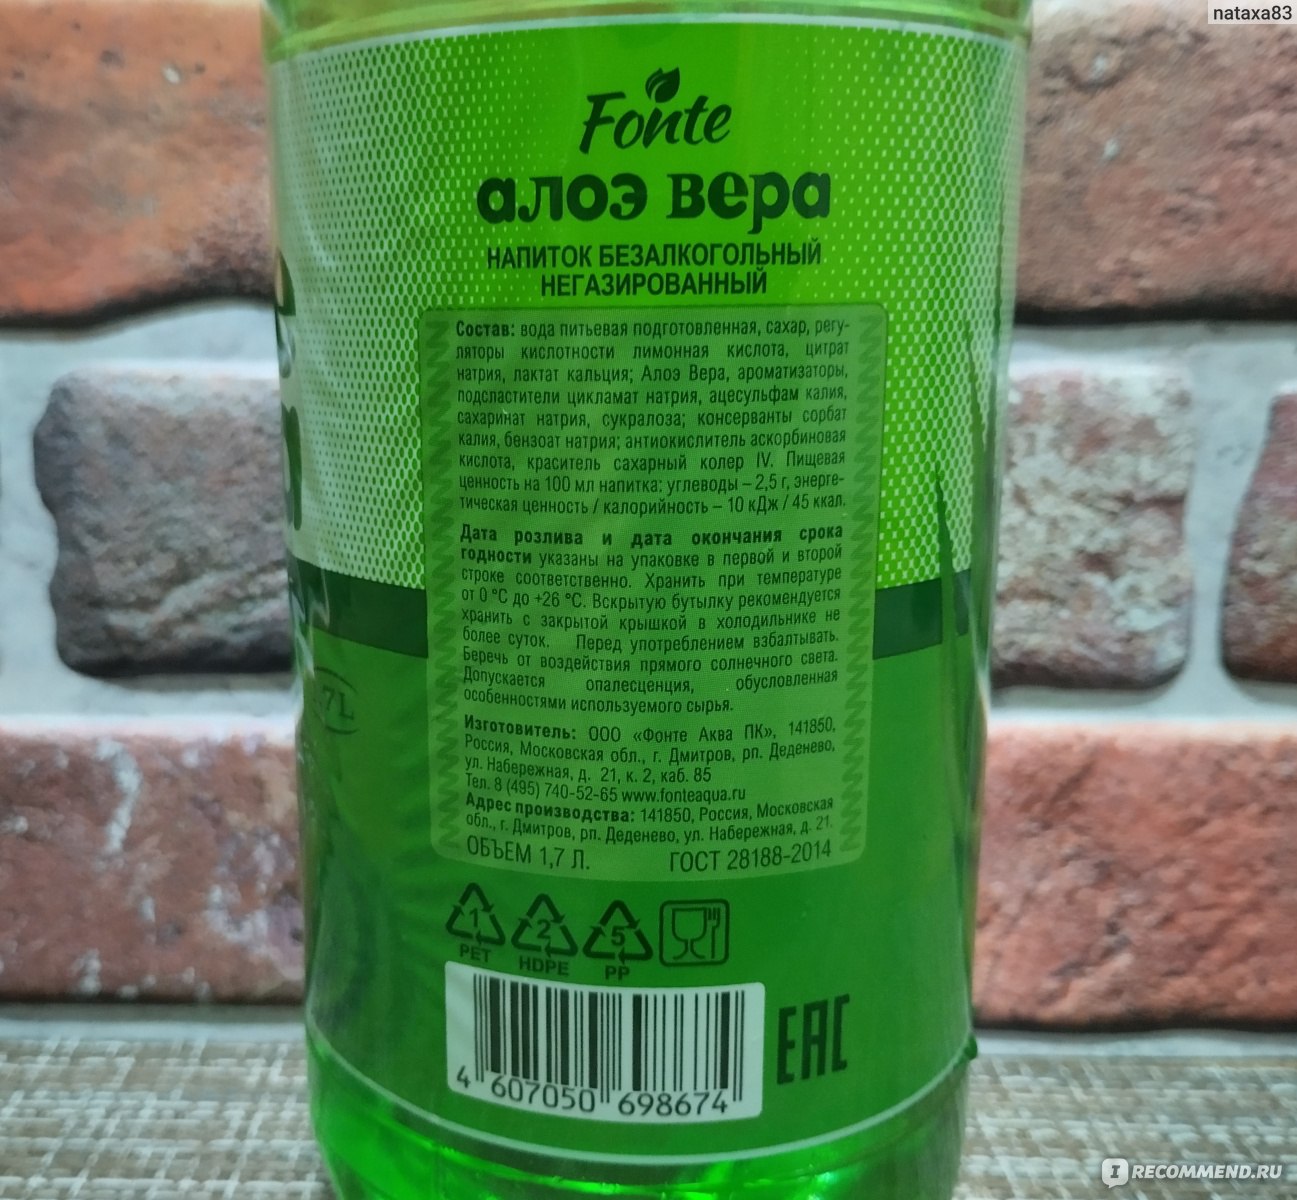 nataxa83
Fonte
алоэ вера
НАПИТОК БЕЗАЛКОГОЛЬНЫЙ
НЕГАЗИРОВАННЫЙ
Состав: вода питьевая подготовленная, сахар, регу-
ляторы кислотности лимонная кислота, цитрат
натрия, лактат кальция; Алоэ Вера, ароматизаторы,
подсластители цикламат натрия, ацесульфам калия,
сахаринат натрия, сукралоза; консерванты сорбат
калия, бензоат натрия; антиокислитель аскорбиновая
кислота, краситель сахарный колер IV. Пищевая
ценность на 100 мл напитка: углеводы – 2,5 г, энерге-
тическая ценность / калорийность – 10 кДж / 45 ккал.
Дата розлива и дата окончания срока
годности указаны на упаковке в первой и второй
строке соответственно. Хранить при температуре
от 0 °С до +26 °С. Вскрытую бутылку рекомендуется
хранить с закрытой крышкой в холодильнике не
более суток. Перед употреблением взбалтывать.
Беречь от воздействия прямого солнечного света.
Допускается опалесценция, обусловленная
особенностями используемого сырья.
7L
Изготовитель: ООО «Фонте Аква ПК», 141850,
Россия, Московская обл., г. Дмитров, рп. Деденево,
ул. Набережная, д. 21, к. 2, каб. 85
Тел. 8 (495) 740-52-65 www.fonteaqua.ru
Адрес производства: 141850, Россия, Московская
обл., г. Дмитров, рп. Деденево, ул. Набережная, д. 21.
ОБЪЕМ 1,7 Л. ГОСТ 28188-2014
1 2 5
PET HDPE PP
EAC
4 607050 698674
I RECOMMEND.RU